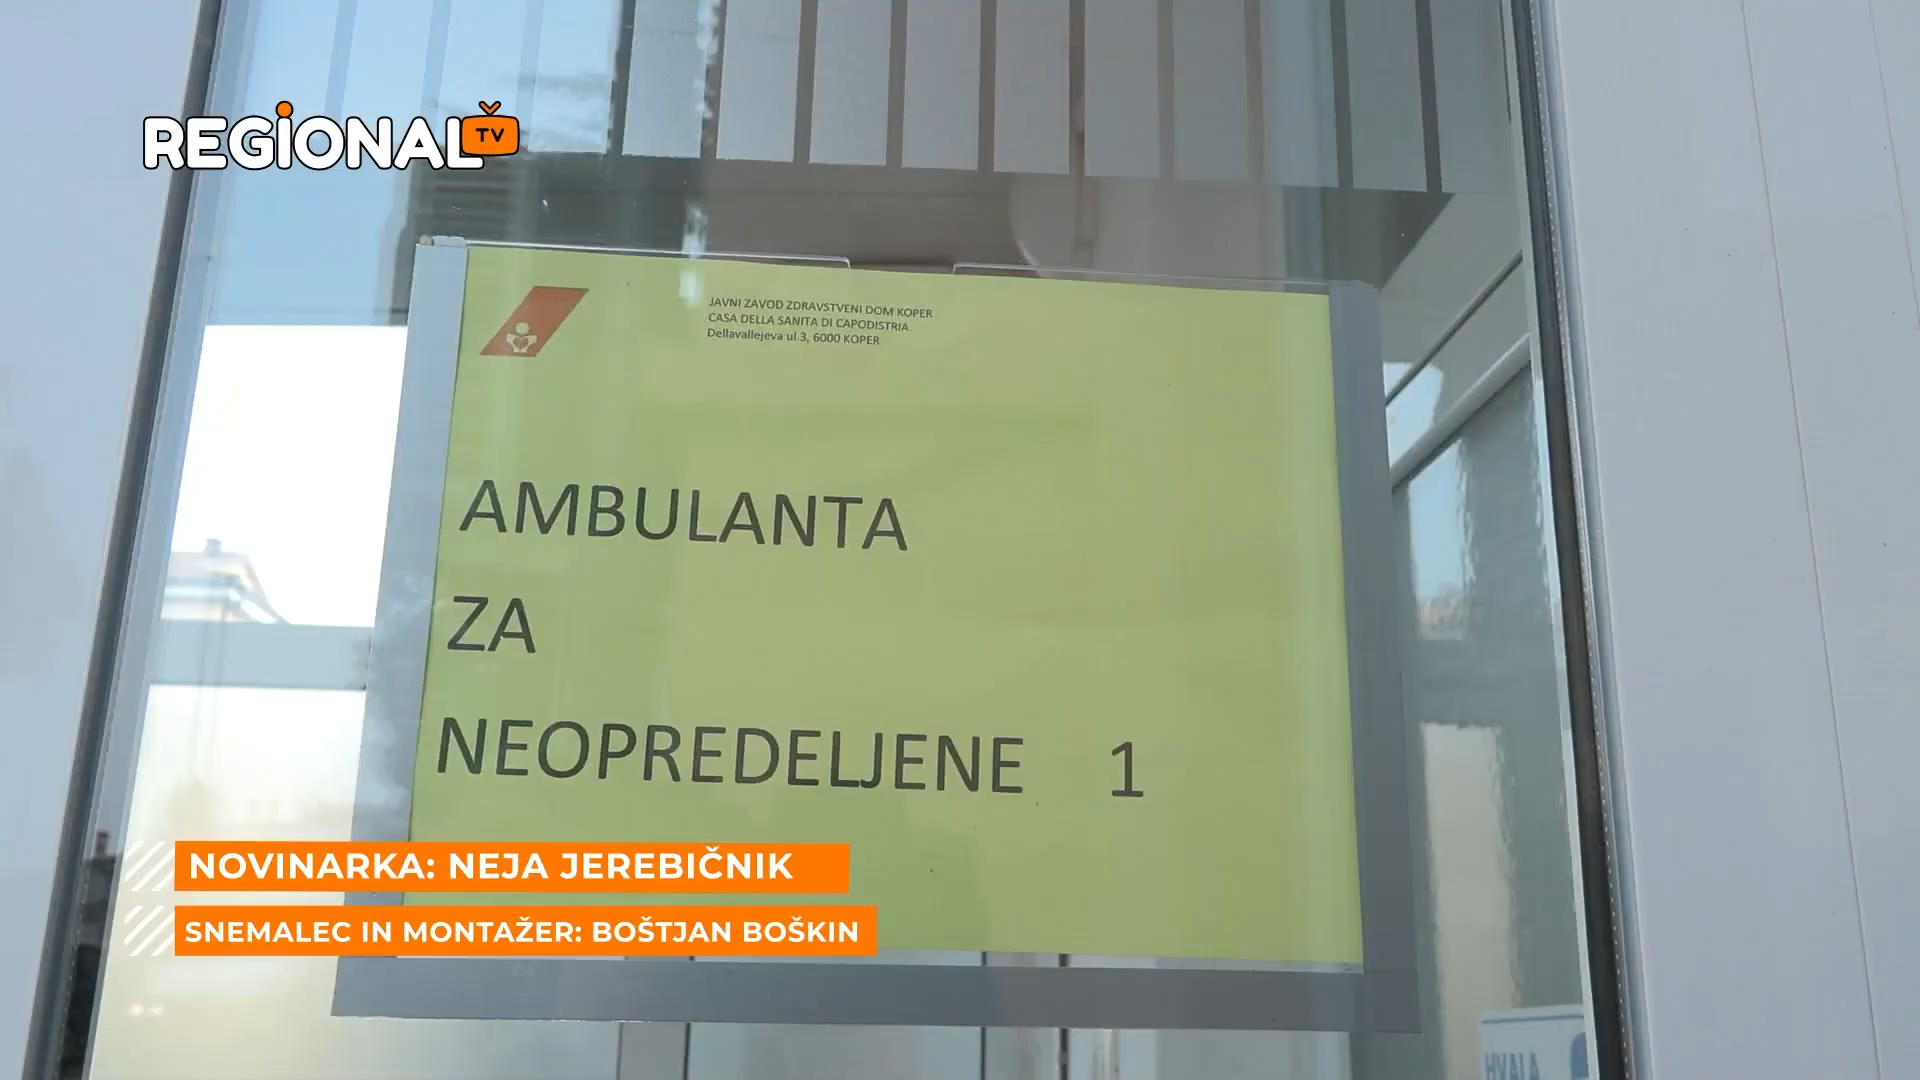 REGIONAL TV
JAVNI ZAVOD ZDRAVSTVENI DOM KOPER
CASA DELLA SANITA DI CAPODISTRIA
Dellavallejeva ul.3, 6000 KOPER
AMBULANTA
ZA
NEOPREDELJENE 1
NOVINARKA: NEJA JEREBIČNIK
SNEMALEC IN MONTAŽER: BOŠTJAN BOŠKIN
HVALA